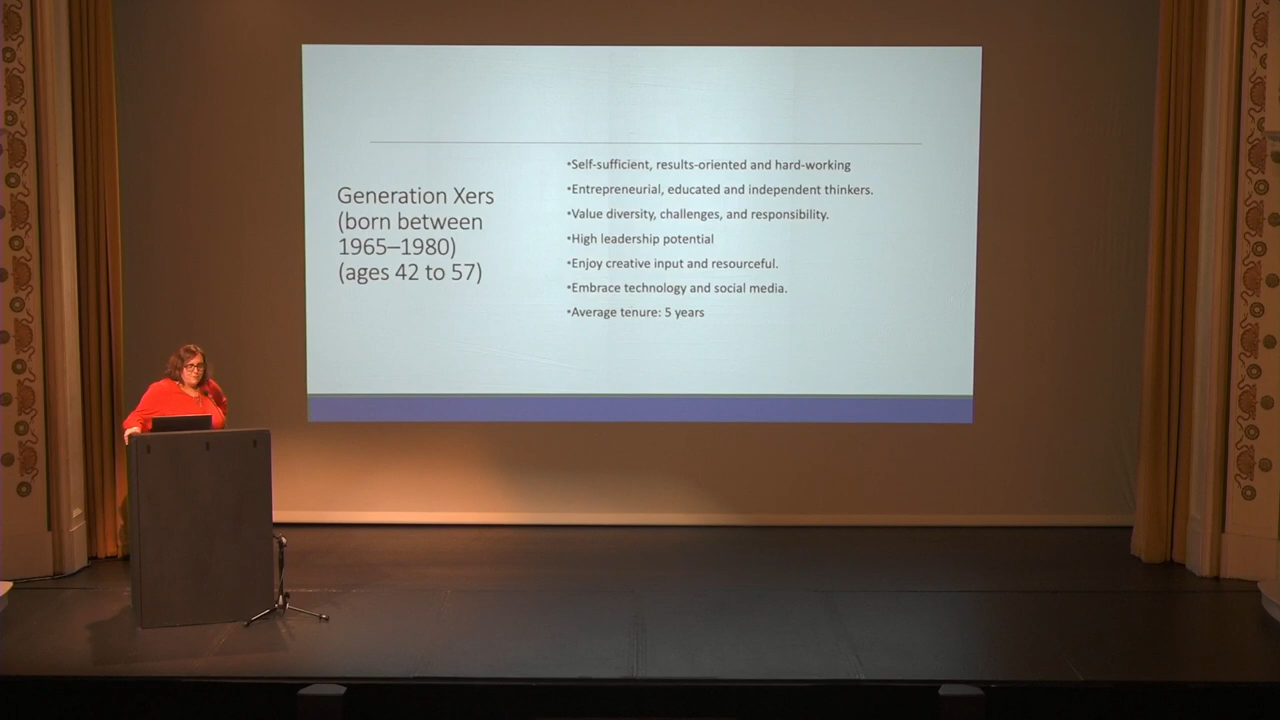 Generation Xers
(born between
1965–1980)
(ages 42 to 57)
•Self-sufficient, results-oriented and hard-working
•Entrepreneurial, educated and independent thinkers.
•Value diversity, challenges, and responsibility.
•High leadership potential
•Enjoy creative input and resourceful.
•Embrace technology and social media.
•Average tenure: 5 years